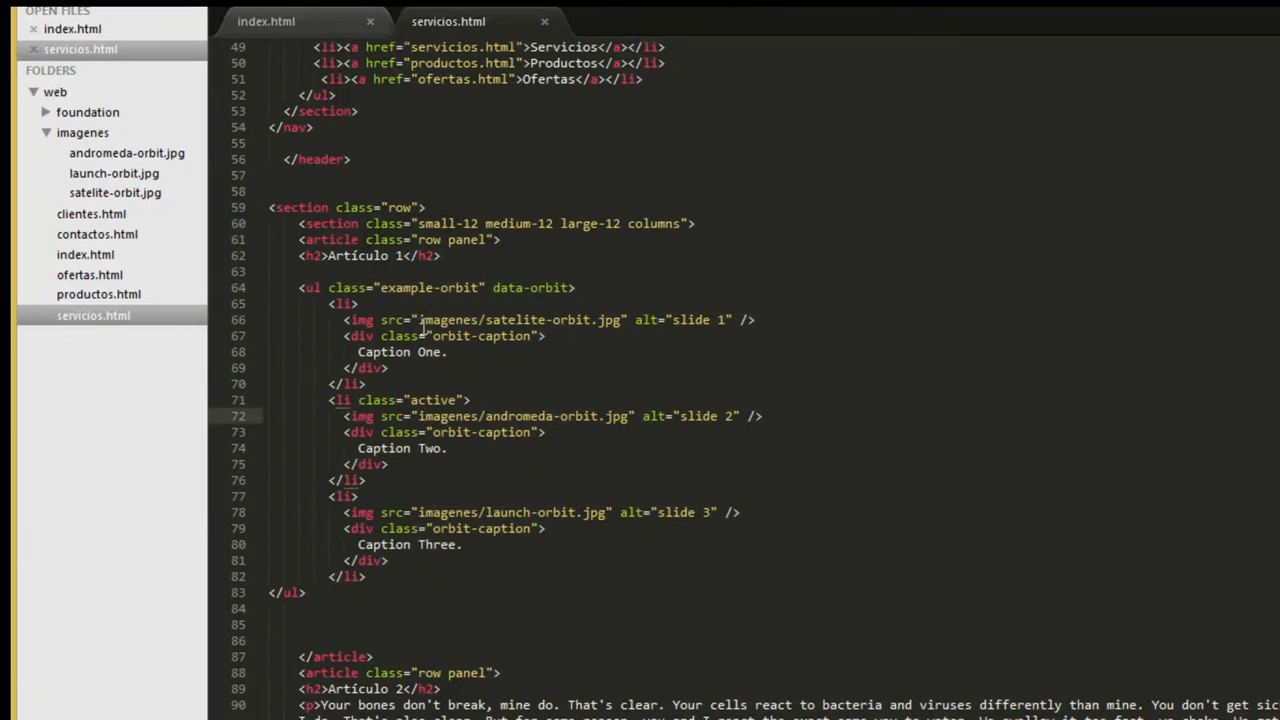 OPEN FILES
index.html
servicios.html
FOLDERS
web
foundation
imagenes
andromeda-orbit.jpg
launch-orbit.jpg
satelite-orbit.jpg
clientes.html
contactos.html
index.html
ofertas.html
productos.html
servicios.html
index.html
servicios.html
49 <li><a href="servicios.html">Servicios</a></li>
50 <li><a href="productos.html">Productos</a></li>
51 <li><a href="ofertas.html">Ofertas</a></li>
52 </ul>
53 </section>
54 </nav>
55
56 </header>
57
58
59 <section class="row">
60 <section class="small-12 medium-12 large-12 columns">
61 <article class="row panel">
62 <h2>Artículo 1</h2>
63
64 <ul class="example-orbit" data-orbit>
65 <li>
66 <img src="imagenes/satelite-orbit.jpg" alt="slide 1" />
67 <div class="orbit-caption">
68 Caption One.
69 </div>
70 </li>
71 <li class="active">
72 <img src="imagenes/andromeda-orbit.jpg" alt="slide 2" />
73 <div class="orbit-caption">
74 Caption Two.
75 </div>
76 </li>
77 <li>
78 <img src="imagenes/launch-orbit.jpg" alt="slide 3" />
79 <div class="orbit-caption">
80 Caption Three.
81 </div>
82 </li>
83 </ul>
84
85
86
87 </article>
88 <article class="row panel">
89 <h2>Artículo 2</h2>
90 <p>Your bones don't break, mine do. That's clear. Your cells react to bacteria and viruses differently than mine. You don't get